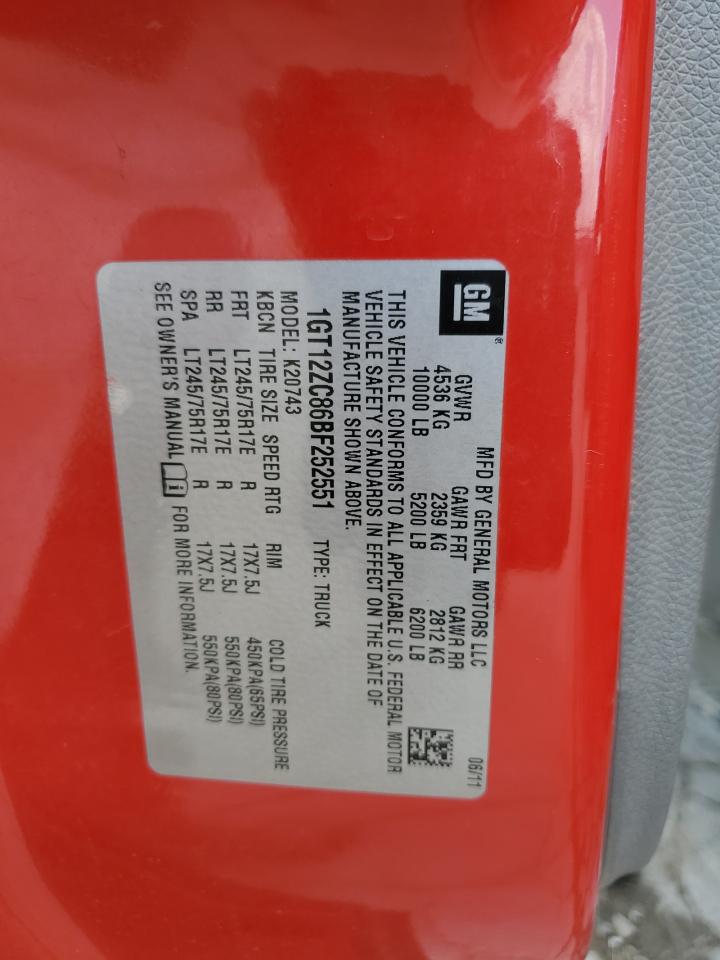 GM®
MFD BY GENERAL MOTORS LLC 06/11
GVWR GAWR FRT GAWR RR
4536 KG 2359 KG 2812 KG
10000 LB 5200 LB 6200 LB
THIS VEHICLE CONFORMS TO ALL APPLICABLE U.S. FEDERAL MOTOR
VEHICLE SAFETY STANDARDS IN EFFECT ON THE DATE OF
MANUFACTURE SHOWN ABOVE.
1GT12ZC86BF252551 TYPE: TRUCK
MODEL: K20743
KBCN TIRE SIZE SPEED RTG RIM COLD TIRE PRESSURE
FRT LT245/75R17E R 17X7.5J 450KPA(65PSI)
RR LT245/75R17E R 17X7.5J 550KPA(80PSI)
SPA LT245/75R17E R 17X7.5J 550KPA(80PSI)
SEE OWNER'S MANUAL i FOR MORE INFORMATION.